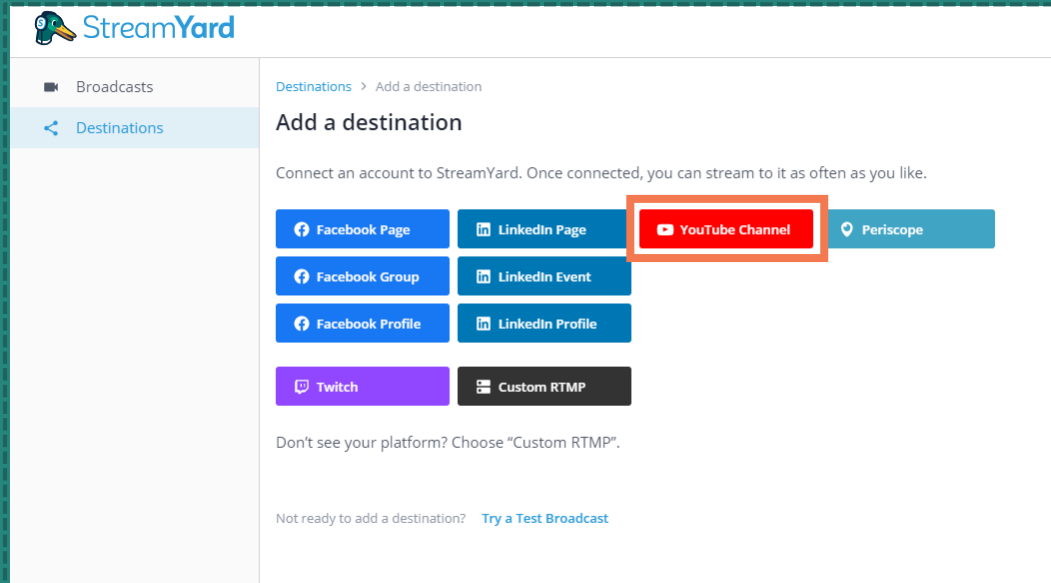 StreamYard
Broadcasts
Destinations
Destinations > Add a destination
Add a destination
Connect an account to StreamYard. Once connected, you can stream to it as often as you like.
Facebook Page LinkedIn Page YouTube Channel Periscope
Facebook Group LinkedIn Event
Facebook Profile LinkedIn Profile
Twitch Custom RTMP
Don't see your platform? Choose “Custom RTMP”.
Not ready to add a destination? Try a Test Broadcast